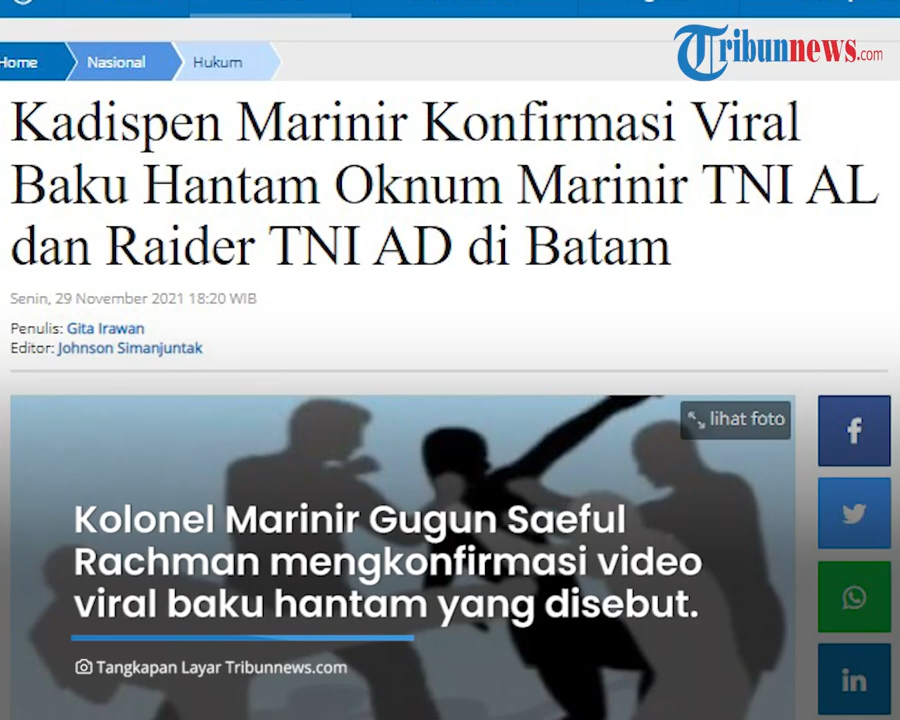 Tribunnews.com
Home Nasional Hukum
Kadispen Marinir Konfirmasi Viral
Baku Hantam Oknum Marinir TNI AL
dan Raider TNI AD di Batam
Senin, 29 November 2021 18:20 WIB
Penulis: Gita Irawan
Editor: Johnson Simanjuntak
lihat foto
Kolonel Marinir Gugun Saeful
Rachman mengkonfirmasi video
viral baku hantam yang disebut.
Tangkapan Layar Tribunnews.com